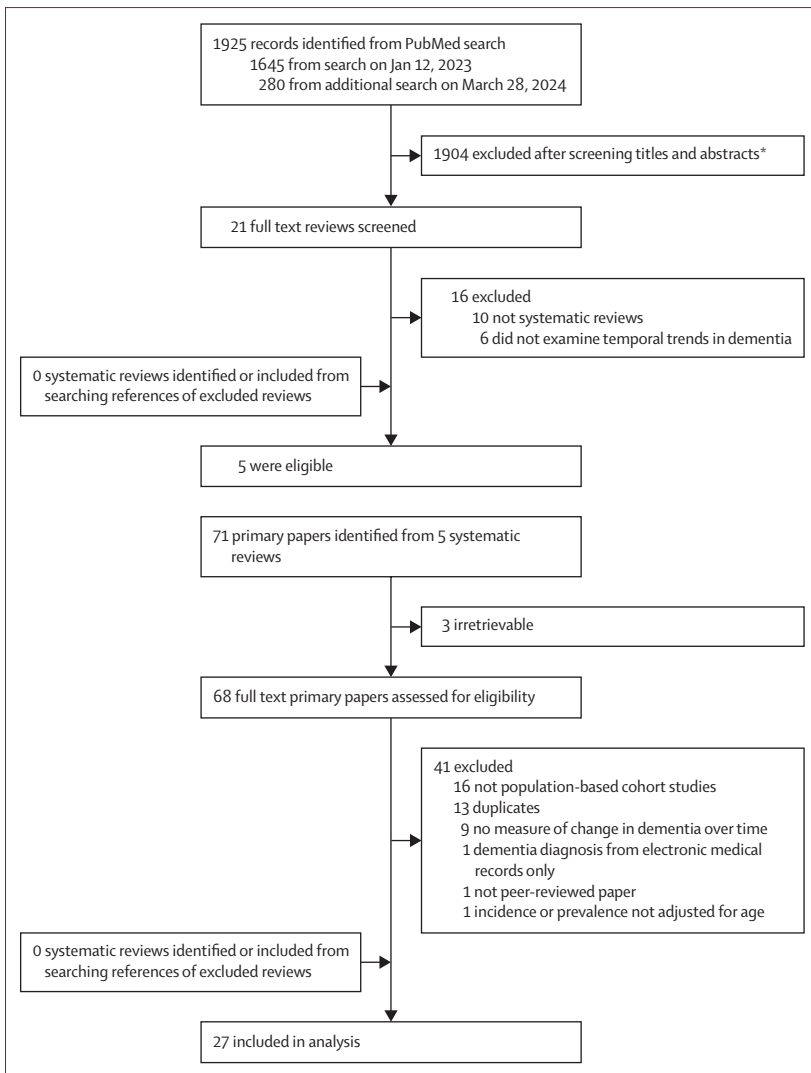 1925 records identified from PubMed search
1645 from search on Jan 12, 2023
280 from additional search on March 28, 2024
1904 excluded after screening titles and abstracts*
21 full text reviews screened
16 excluded
10 not systematic reviews
6 did not examine temporal trends in dementia
0 systematic reviews identified or included from
searching references of excluded reviews
5 were eligible
71 primary papers identified from 5 systematic
reviews
3 irretrievable
68 full text primary papers assessed for eligibility
41 excluded
16 not population-based cohort studies
13 duplicates
9 no measure of change in dementia over time
1 dementia diagnosis from electronic medical
records only
1 not peer-reviewed paper
1 incidence or prevalence not adjusted for age
0 systematic reviews identified or included from
searching references of excluded reviews
27 included in analysis